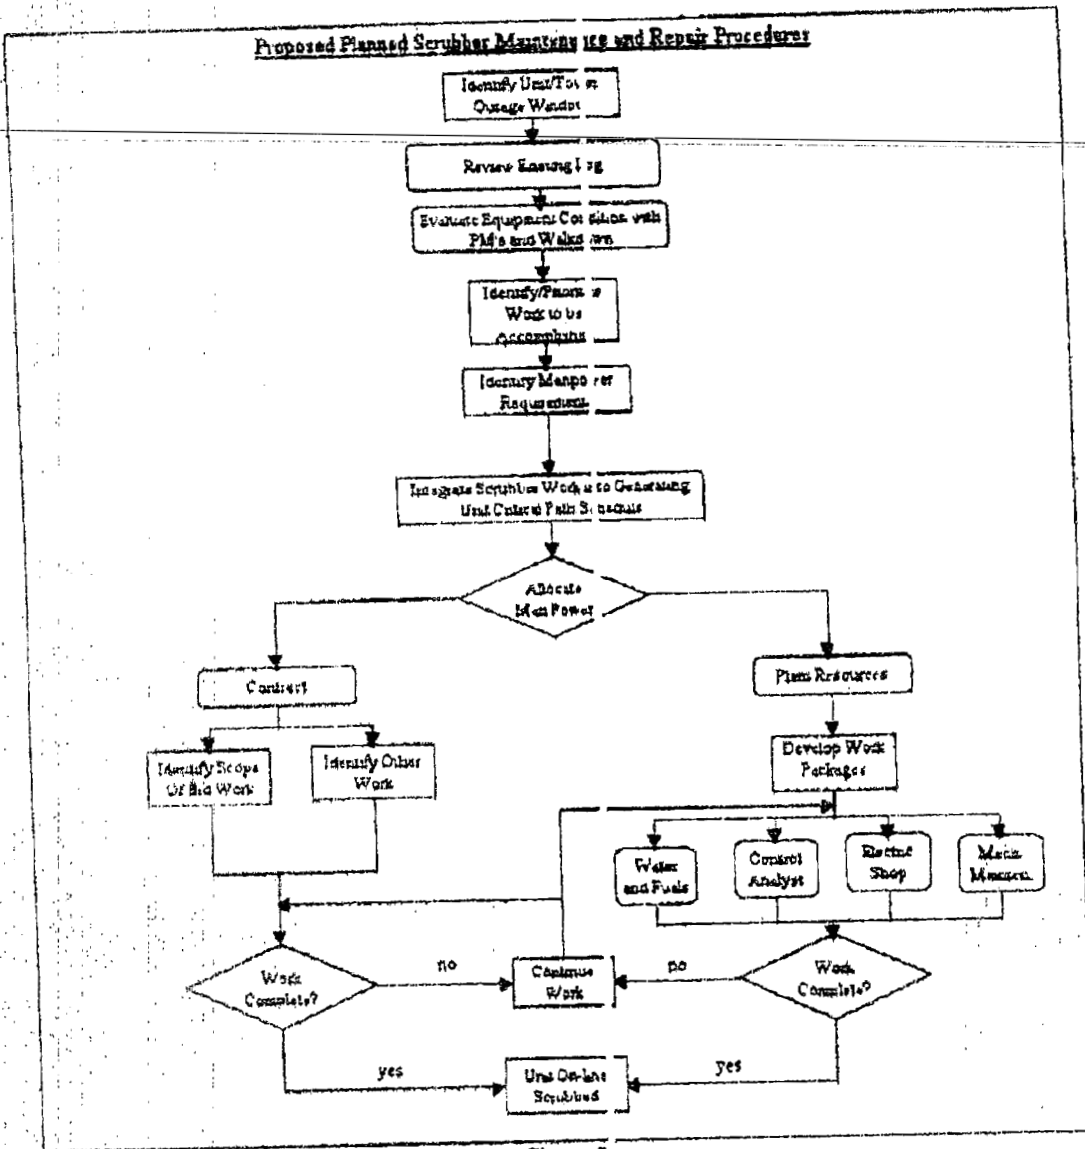 Proposed Planned Scrubber Maintenance and Repair Procedures
Identify Unit/Tower
Outage Window
Review Existing Log
Evaluate Equipment Condition with
PM's and Walkdown
Identify/Prioritize
Work to be
Accomplished
Identify Manpower
Requirement
Integrate Scrubber Work into Generating
Unit Critical Path Schedule
Allocate
Man Power
Contract
Plant Resources
Identify Scope
Of Bid Work
Identify Other
Work
Develop Work
Packages
Water
and Fuels
Control
Analyst
Electric
Shop
Work
Complete?
no
Continue
Work
no
Work
Complete?
yes
Unit On-line
Scrubbed
yes